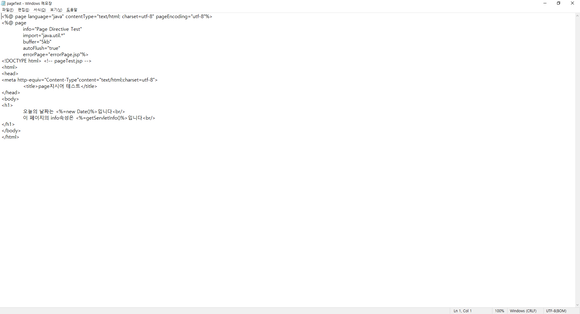 pageTest - Windows 메모장
파일(F) 편집(E) 서식(O) 보기(V) 도움말
<%@ page language="java" contentType="text/html; charset=utf-8" pageEncoding="utf-8"%>
<%@ page
info="Page Directive Test"
import="java.util.*"
buffer="5kb"
autoFlush="true"
errorPage="errorPage.jsp"%>
<!DOCTYPE html> <!-- pageTest.jsp -->
<html>
<head>
<meta http-equiv="Content-Type"content="text/html;charset=utf-8">
<title>page지시어 테스트</title>
</head>
<body>
<h1>
오늘의 날짜는 <%=new Date()%>입니다<br/>
이 페이지의 info속성은 <%=getServletInfo()%>입니다<br/>
</h1>
</body>
</html>
Ln 1, Col 1 100% Windows (CRLF) UTF-8(BOM)